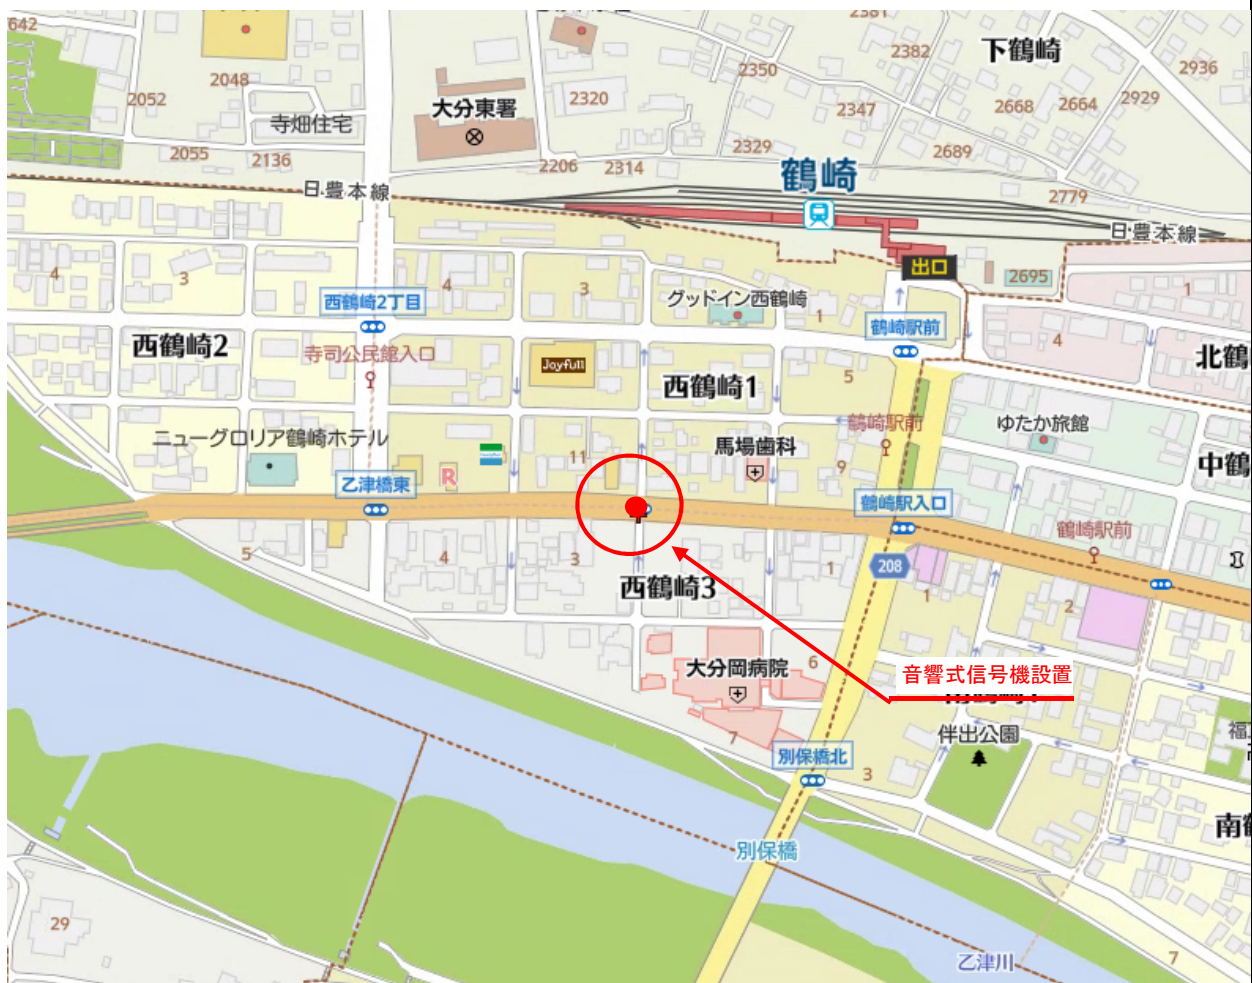 642
2381
2048
2052
2382
下鶴崎
2350
2936
2320
2347
2668
2664
2929
大分東署
寺畑住宅
2055
2136
2206
2314
2329
2689
鶴崎
2779
日豊本線
日豊本線
出口
2695
4
3
4
3
1
西鶴崎2丁目
グッドイン西鶴崎
1
鶴崎駅前
4
西鶴崎2
寺司公民館入口
Joyfull
西鶴崎1
5
北鶴
ニューグロリア鶴崎ホテル
鶴崎駅前
ゆたか旅館
馬場歯科
11
9
中鶴
R
乙津橋東
鶴崎駅入口
鶴崎駅前
5
4
3
1
208
西鶴崎3
1
2
大分岡病院
6
音響式信号機設置
7
伴出公園
福
別保橋北
3
南鶴
別保橋
29
乙津川
7